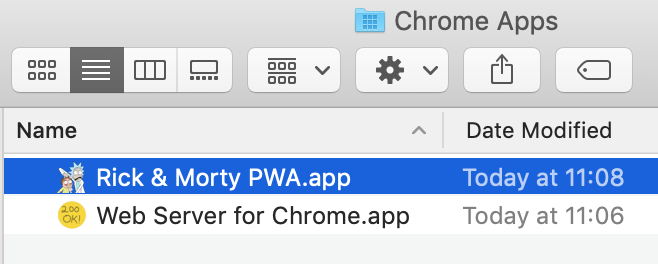 Chrome Apps
Name Date Modified
Rick & Morty PWA.app Today at 11:08
200 OK! Web Server for Chrome.app Today at 11:06